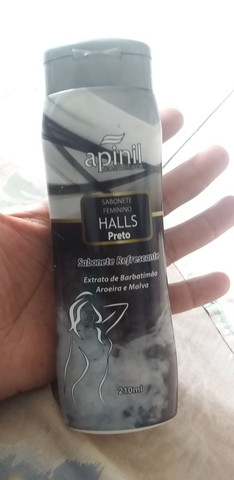 apinil
SABONETE
FEMININO
HALLS
Preto
Sabonete Refrescante
Extrato de Barbatimão
Aroeira e Malva
210ml